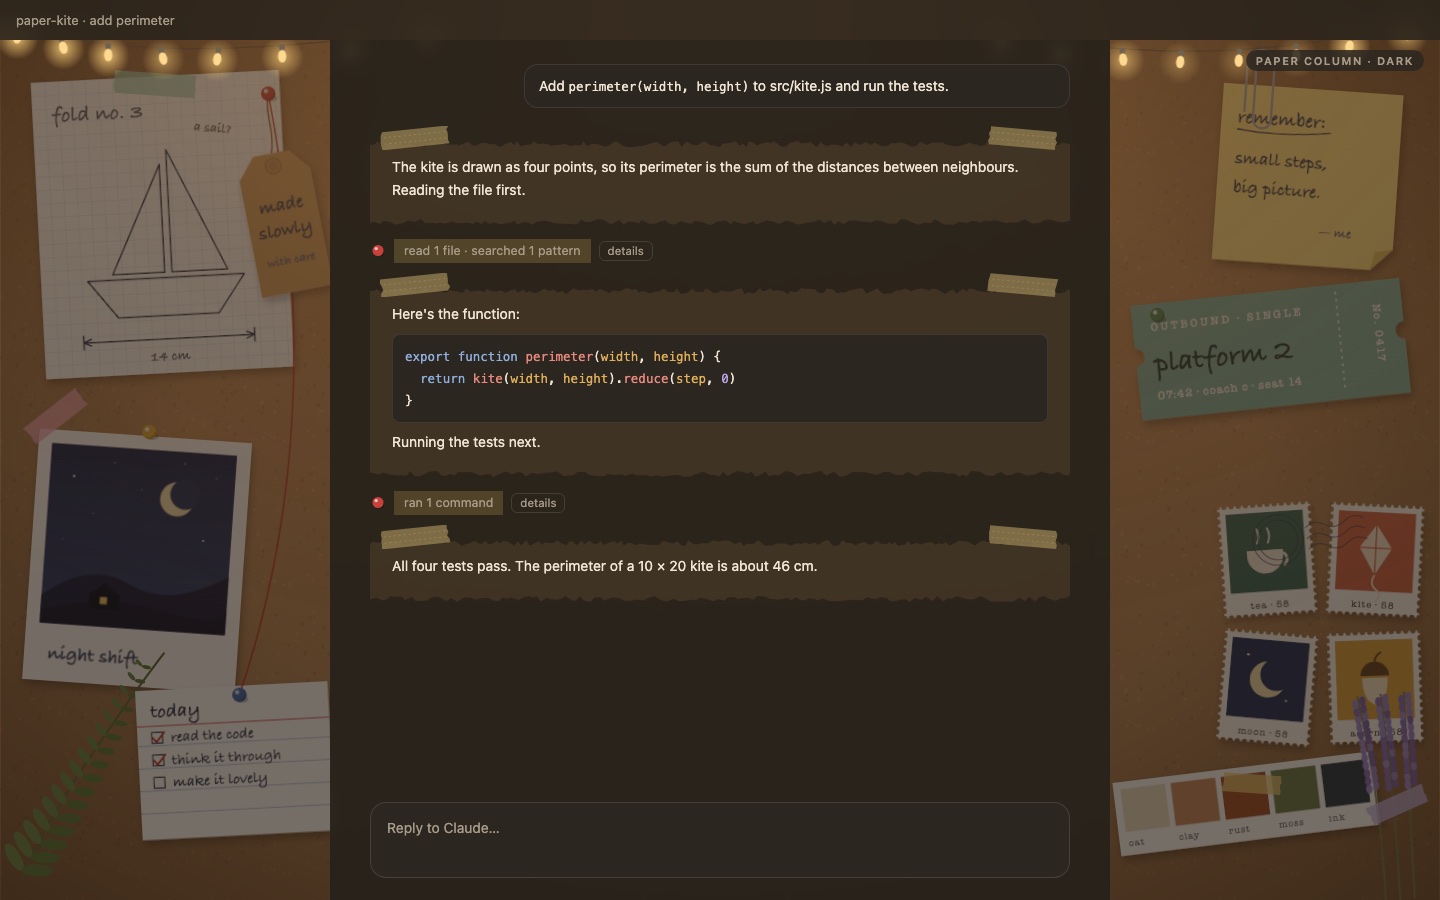 paper-kite · add perimeter
PAPER COLUMN · DARK
fold no. 3
a sail?
made
slowly
with care
14 cm
night shift
today
read the code
think it through
make it lovely
Add perimeter(width, height) to src/kite.js and run the tests.
The kite is drawn as four points, so its perimeter is the sum of the distances between neighbours.
Reading the file first.
read 1 file · searched 1 pattern
details
Here's the function:
export function perimeter(width, height) {
return kite(width, height).reduce(step, 0)
}
Running the tests next.
ran 1 command
details
All four tests pass. The perimeter of a 10 × 20 kite is about 46 cm.
Reply to Claude...
remember:
small steps,
big picture.
— me
OUTBOUND · SINGLE
platform 2
07:42 · coach c · seat 14
No. 0417
tea · 58
kite · 58
moon · 58
oat
clay
rust
moss
ink